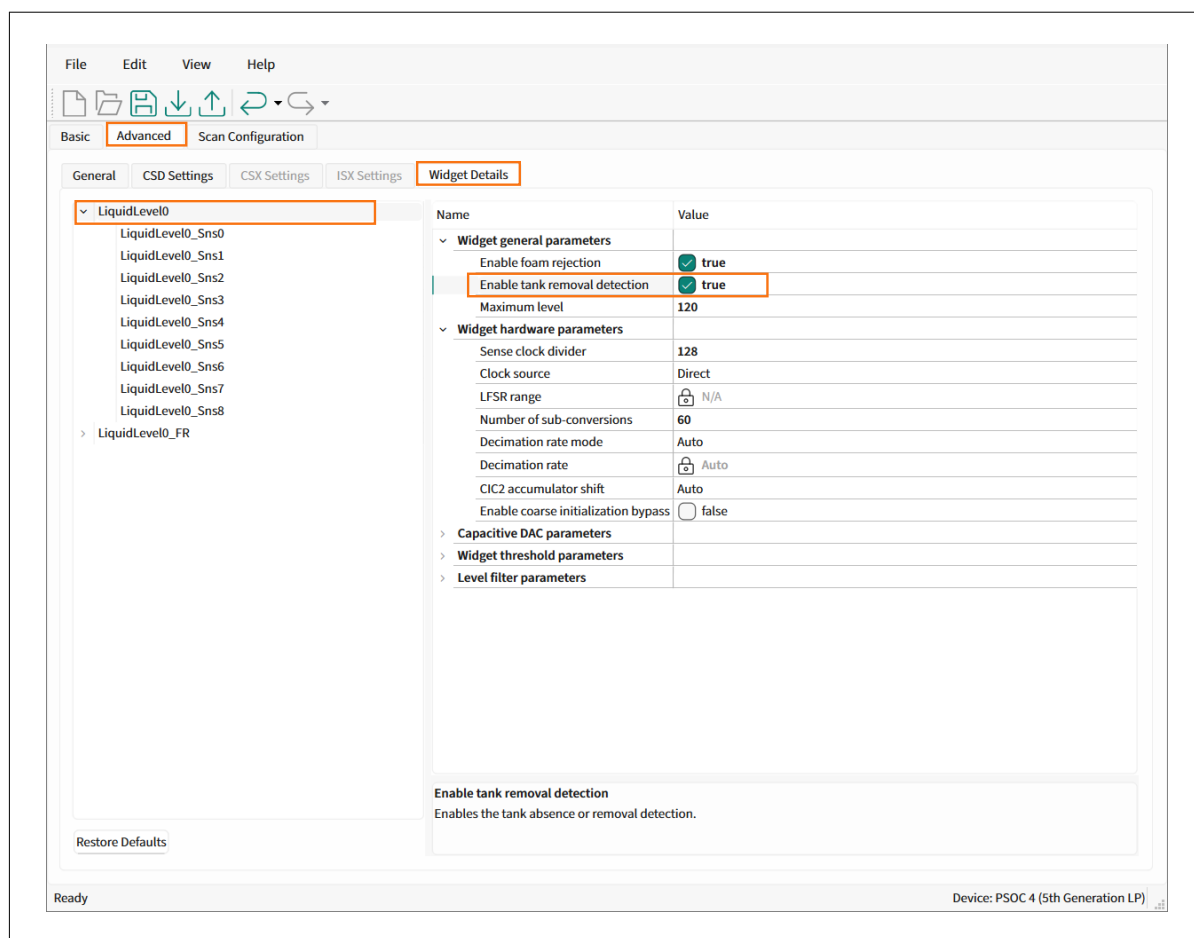 File Edit View Help
Basic Advanced Scan Configuration
General CSD Settings CSX Settings ISX Settings Widget Details
LiquidLevel0
LiquidLevel0_Sns0
LiquidLevel0_Sns1
LiquidLevel0_Sns2
LiquidLevel0_Sns3
LiquidLevel0_Sns4
LiquidLevel0_Sns5
LiquidLevel0_Sns6
LiquidLevel0_Sns7
LiquidLevel0_Sns8
LiquidLevel0_FR
Restore Defaults
Name Value
Widget general parameters
Enable foam rejection true
Enable tank removal detection true
Maximum level 120
Widget hardware parameters
Sense clock divider 128
Clock source Direct
LFSR range N/A
Number of sub-conversions 60
Decimation rate mode Auto
Decimation rate Auto
CIC2 accumulator shift Auto
Enable coarse initialization bypass false
Capacitive DAC parameters
Widget threshold parameters
Level filter parameters
Enable tank removal detection
Enables the tank absence or removal detection.
Ready Device: PSOC 4 (5th Generation LP)